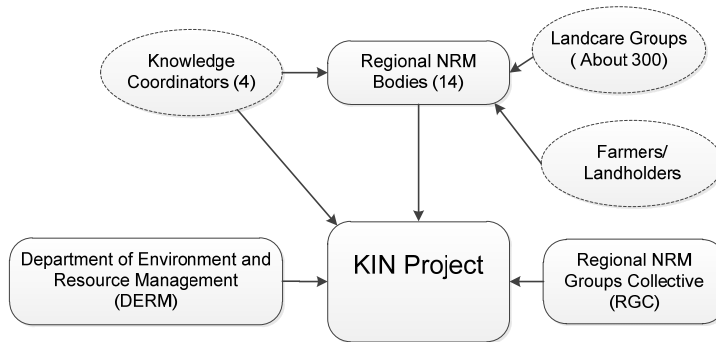 Knowledge
Coordinators (4)
Regional NRM
Bodies (14)
Landcare Groups
( About 300)
Farmers/
Landholders
Department of Environment and
Resource Management
(DERM)
KIN Project
Regional NRM
Groups Collective
(RGC)